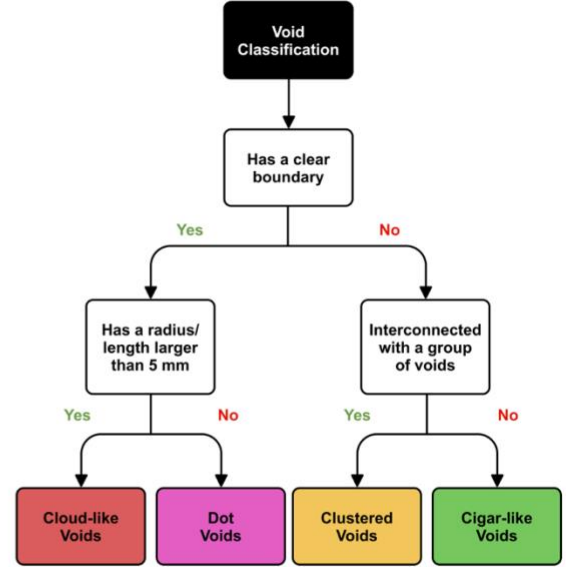 Void
Classification
Has a clear
boundary
Yes
No
Has a radius/
length larger
than 5 mm
Interconnected
with a group
of voids
Yes
No
Yes
No
Cloud-like
Voids
Dot
Voids
Clustered
Voids
Cigar-like
Voids